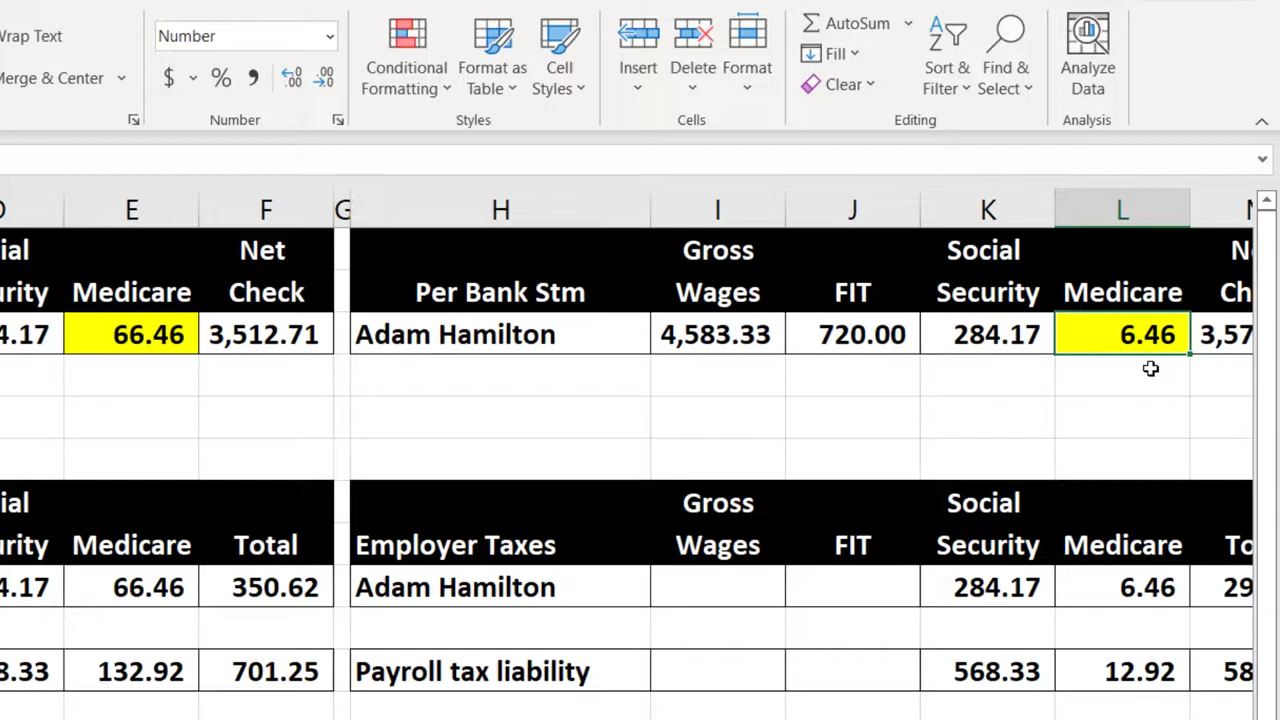 Wrap Text
Number
AutoSum
Fill
Clear
Merge & Center
$ % ,
Conditional Formatting
Format as Table
Cell Styles
Insert
Delete
Format
Sort & Filter
Find & Select
Analyze Data
Number
Styles
Cells
Editing
Analysis
E F G H I J K L
Net Gross Social
Medicare Check Per Bank Stm Wages FIT Security Medicare
66.46 3,512.71 Adam Hamilton 4,583.33 720.00 284.17 6.46
Gross Social
Medicare Total Employer Taxes Wages FIT Security Medicare
66.46 350.62 Adam Hamilton 284.17 6.46
132.92 701.25 Payroll tax liability 568.33 12.92